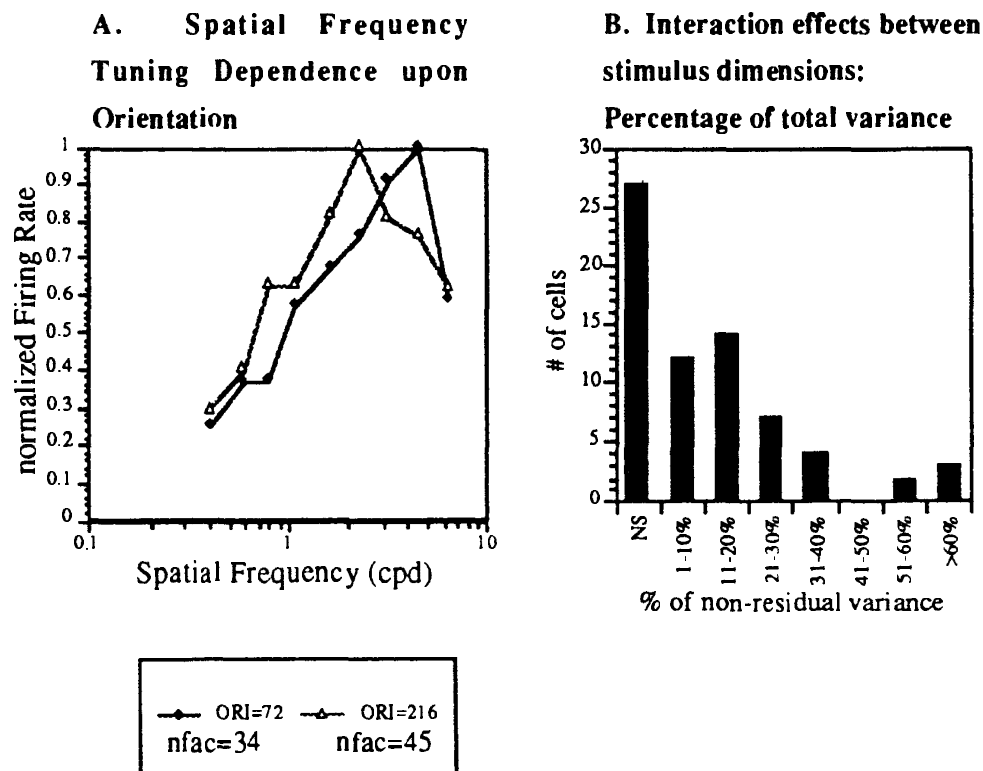 A. Spatial Frequency
Tuning Dependence upon
Orientation
1
0.9
0.8
0.7
0.6
0.5
0.4
0.3
0.2
0.1
0
normalized Firing Rate
0.1
1
10
Spatial Frequency (cpd)
ORI=72 ORI=216
nfac=34 nfac=45
B. Interaction effects between
stimulus dimensions:
Percentage of total variance
30
25
20
15
10
5
0
# of cells
NS
1-10%
11-20%
21-30%
31-40%
41-50%
51-60%
>60%
% of non-residual variance